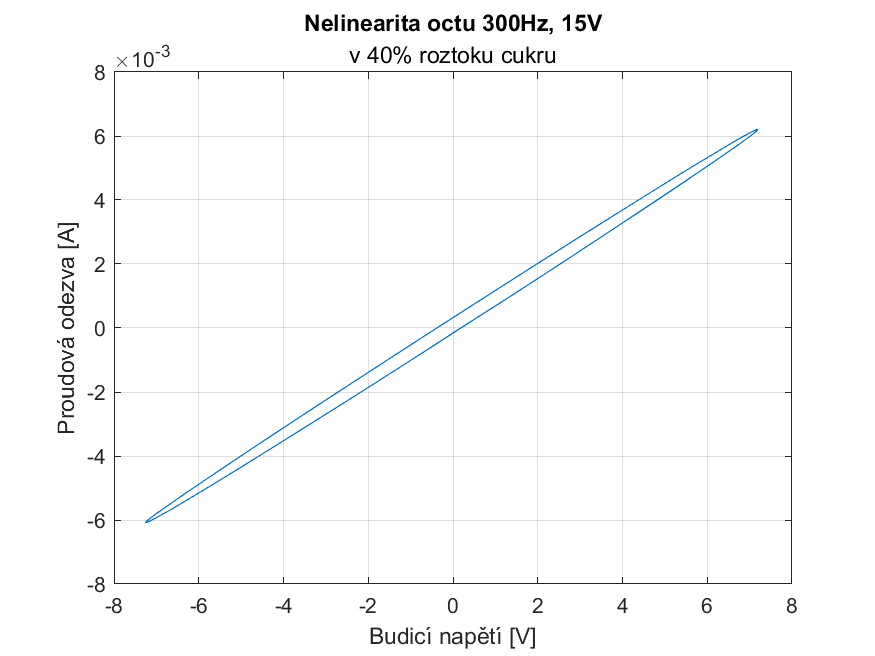 Nelinearita octu 300Hz, 15V
v 40% roztoku cukru
×10⁻³
8
6
4
2
0
-2
-4
-6
-8
Proudová odezva [A]
-8 -6 -4 -2 0 2 4 6 8
Budicí napětí [V]